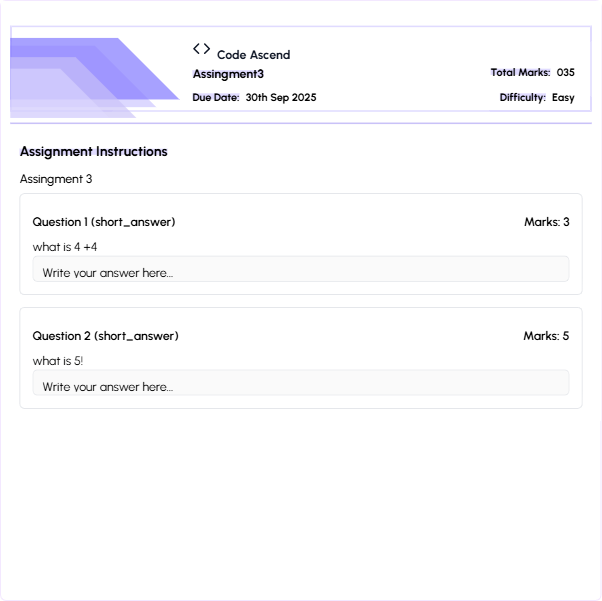 Code Ascend
Assingment3
Total Marks: 035
Due Date: 30th Sep 2025
Difficulty: Easy
Assignment Instructions
Assingment 3
Question 1 (short_answer)
Marks: 3
what is 4 +4
Write your answer here...
Question 2 (short_answer)
Marks: 5
what is 5!
Write your answer here...